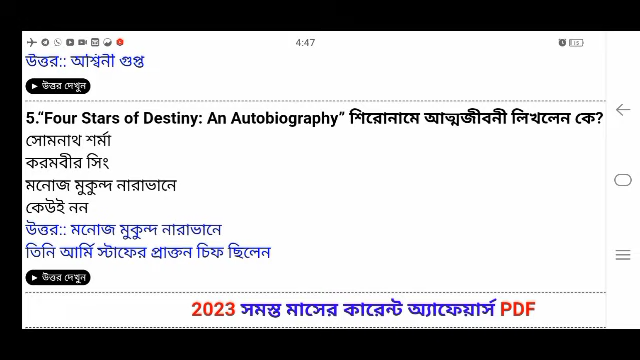 4:47
উত্তর:: অশ্বিনী গুপ্ত
► উত্তর দেখুন
5.“Four Stars of Destiny: An Autobiography” শিরোনামে আত্মজীবনী লিখলেন কে?
সোমনাথ শর্মা
করমবীর সিং
মনোজ মুকুন্দ নারাভানে
কেউই নন
উত্তর:: মনোজ মুকুন্দ নারাভানে
তিনি আর্মি স্টাফের প্রাক্তন চিফ ছিলেন
► উত্তর দেখুন
2023 সমস্ত মাসের কারেন্ট অ্যাফেয়ার্স PDF